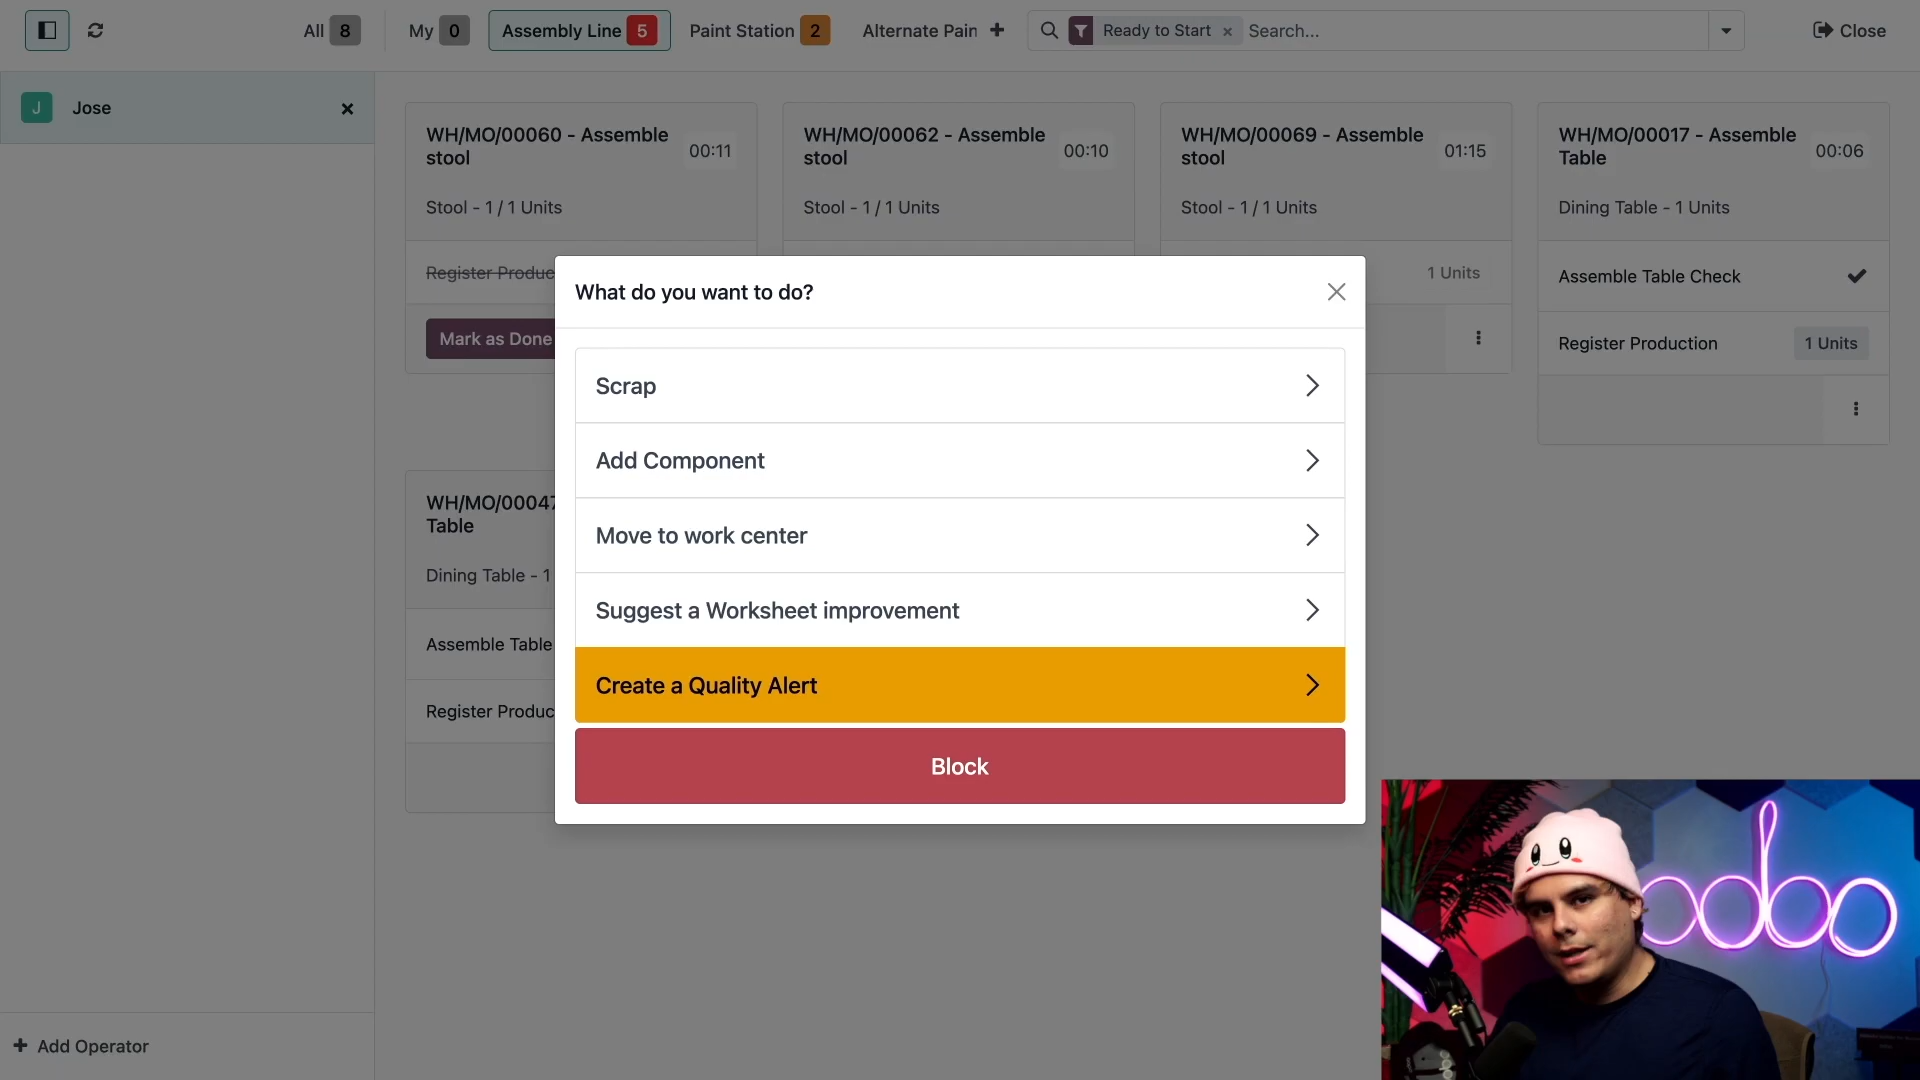 All 8
My 0
Assembly Line 5
Paint Station 2
Alternate Pain
Ready to Start
Search...
Close
J Jose
WH/MO/00060 - Assemble
stool
00:11
Stool - 1 / 1 Units
Register Produc
Mark as Done
WH/MO/00062 - Assemble
stool
00:10
Stool - 1 / 1 Units
WH/MO/00069 - Assemble
stool
01:15
Stool - 1 / 1 Units
1 Units
WH/MO/00017 - Assemble
Table
00:06
Dining Table - 1 Units
Assemble Table Check
Register Production 1 Units
WH/MO/00047
Table
Dining Table - 1
Assemble Table
Register Produc
What do you want to do?
Scrap
Add Component
Move to work center
Suggest a Worksheet improvement
Create a Quality Alert
Block
Add Operator
odoo